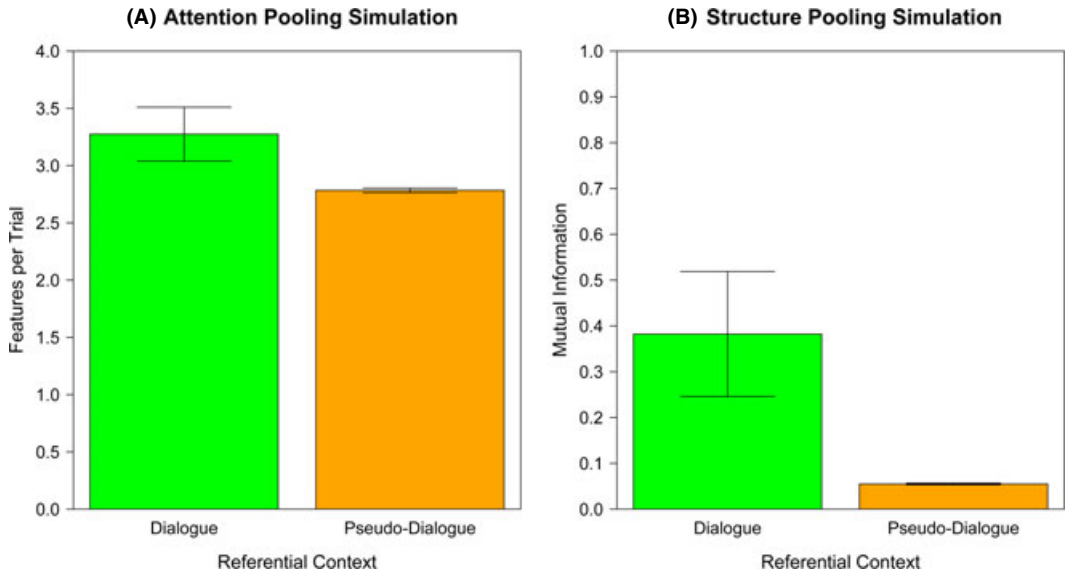 (A) Attention Pooling Simulation
4.0
3.5
3.0
2.5
2.0
1.5
1.0
0.5
0.0
Features per Trial
Dialogue
Pseudo-Dialogue
Referential Context
(B) Structure Pooling Simulation
1.0
0.9
0.8
0.7
0.6
0.5
0.4
0.3
0.2
0.1
0.0
Mutual Information
Dialogue
Pseudo-Dialogue
Referential Context